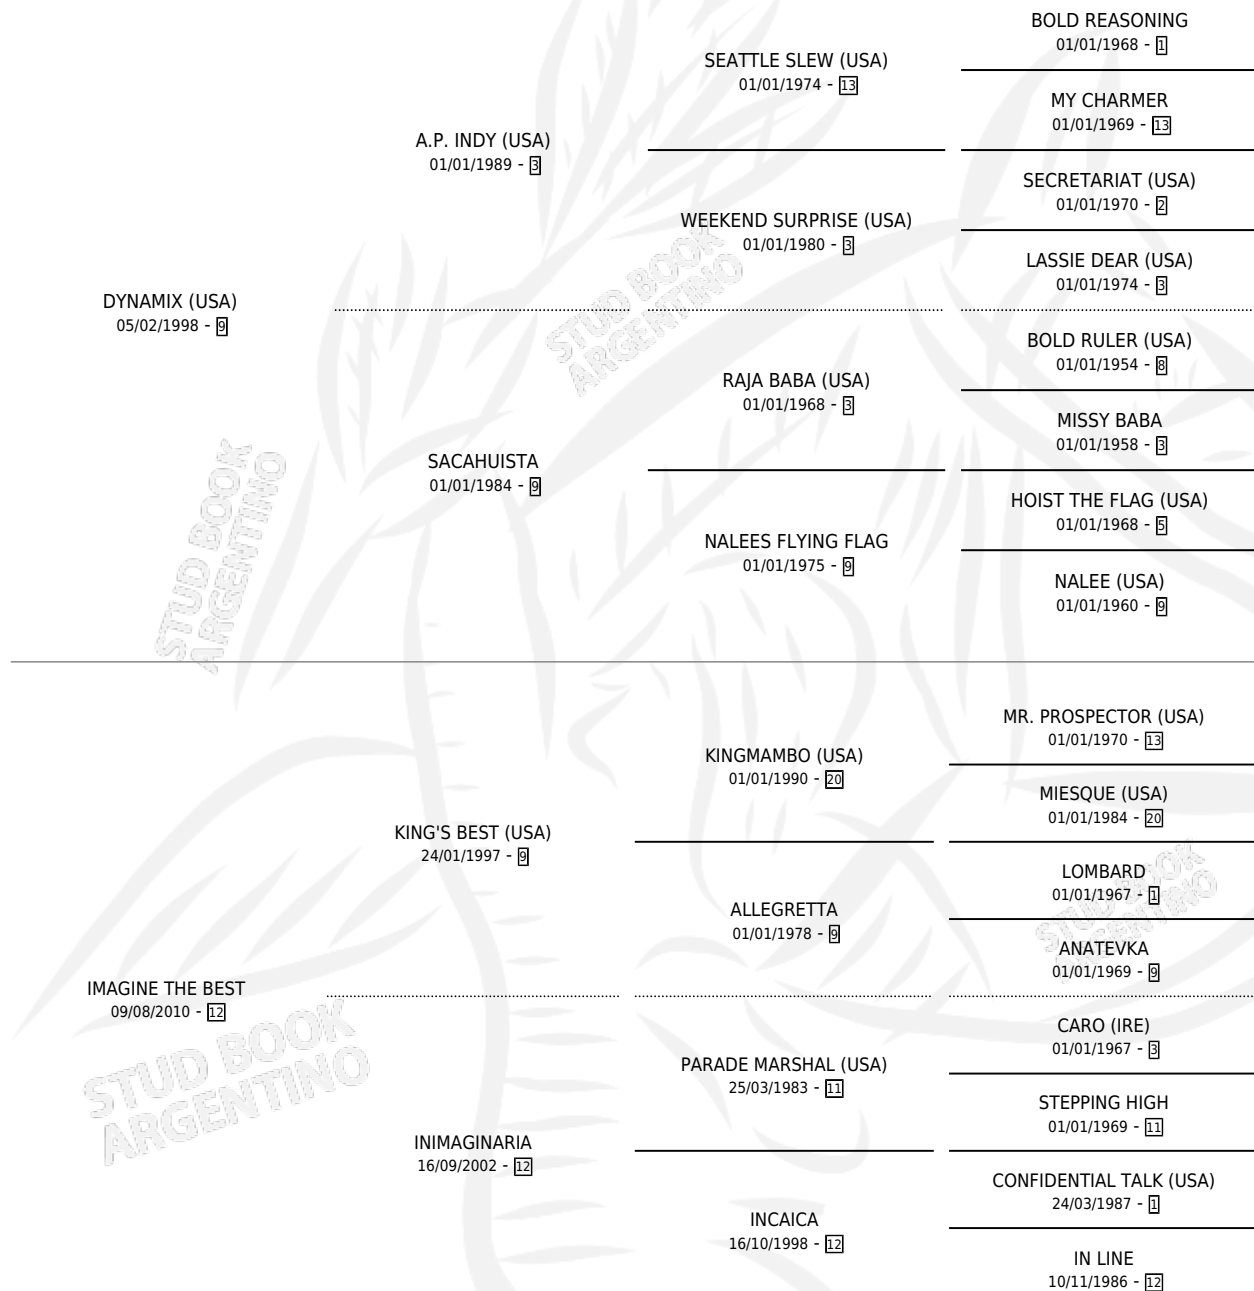 BOLD REASONING
01/01/1968 - 1
SEATTLE SLEW (USA)
01/01/1974 - 13
MY CHARMER
01/01/1969 - 13
A.P. INDY (USA)
01/01/1989 - 3
SECRETARIAT (USA)
01/01/1970 - 2
WEEKEND SURPRISE (USA)
01/01/1980 - 3
LASSIE DEAR (USA)
01/01/1974 - 3
DYNAMIX (USA)
05/02/1998 - 9
BOLD RULER (USA)
01/01/1954 - 8
RAJA BABA (USA)
01/01/1968 - 3
MISSY BABA
01/01/1958 - 3
SACAHUISTA
01/01/1984 - 9
HOIST THE FLAG (USA)
01/01/1968 - 5
NALEES FLYING FLAG
01/01/1975 - 9
NALEE (USA)
01/01/1960 - 9
MR. PROSPECTOR (USA)
01/01/1970 - 13
KINGMAMBO (USA)
01/01/1990 - 20
MIESQUE (USA)
01/01/1984 - 20
KING'S BEST (USA)
24/01/1997 - 9
LOMBARD
01/01/1967 - 1
ALLEGRETTA
01/01/1978 - 9
ANATEVKA
01/01/1969 - 9
IMAGINE THE BEST
09/08/2010 - 12
CARO (IRE)
01/01/1967 - 3
PARADE MARSHAL (USA)
25/03/1983 - 11
STEPPING HIGH
01/01/1969 - 11
INIMAGINARIA
16/09/2002 - 12
CONFIDENTIAL TALK (USA)
24/03/1987 - 1
INCAICA
16/10/1998 - 12
IN LINE
10/11/1986 - 12
STUD BOOK
ARGENTINO
STUD BOOK
ARGENTINO
STUD BOOK
ARGENTINO
STUD BOOK
ARGENTINO